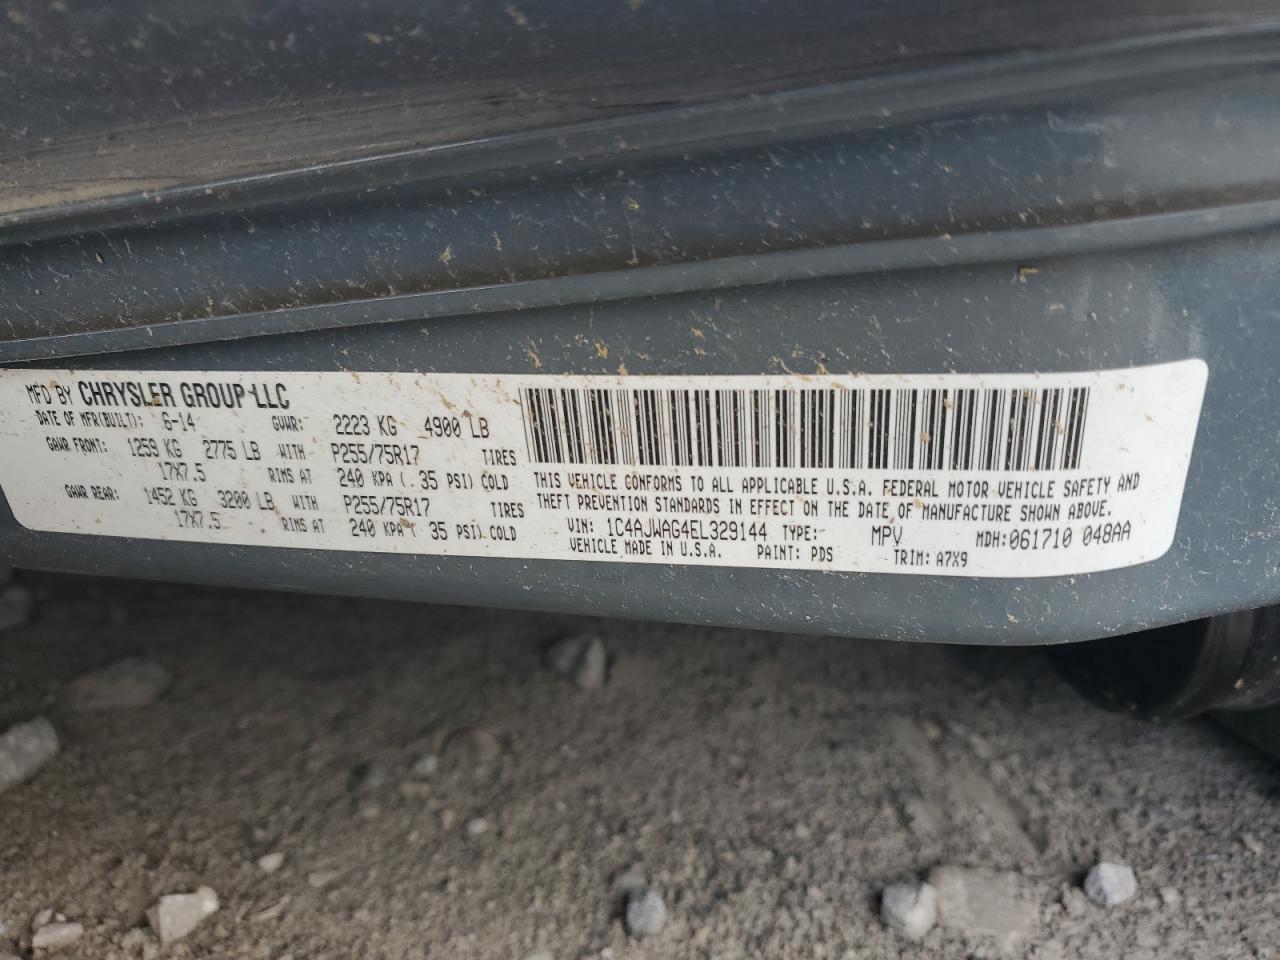 MFD BY CHRYSLER GROUP LLC
DATE OF MFR(BUILT): 6-14 GVWR: 2223 KG 4900 LB
GAWR FRONT: 1259 KG 2775 LB WITH P255/75R17 TIRES
17X7.5 RIMS AT 240 KPA ( 35 PSI) COLD
GAWR REAR: 1452 KG 3200 LB WITH P255/75R17 TIRES
17X7.5 RIMS AT 240 KPA ( 35 PSI) COLD
THIS VEHICLE CONFORMS TO ALL APPLICABLE U.S.A. FEDERAL MOTOR VEHICLE SAFETY AND
THEFT PREVENTION STANDARDS IN EFFECT ON THE DATE OF MANUFACTURE SHOWN ABOVE.
VIN: 1C4AJWAG4EL329144 TYPE: MPV MDH: 061710 048AA
VEHICLE MADE IN U.S.A. PAINT: PDS TRIM: A7X9